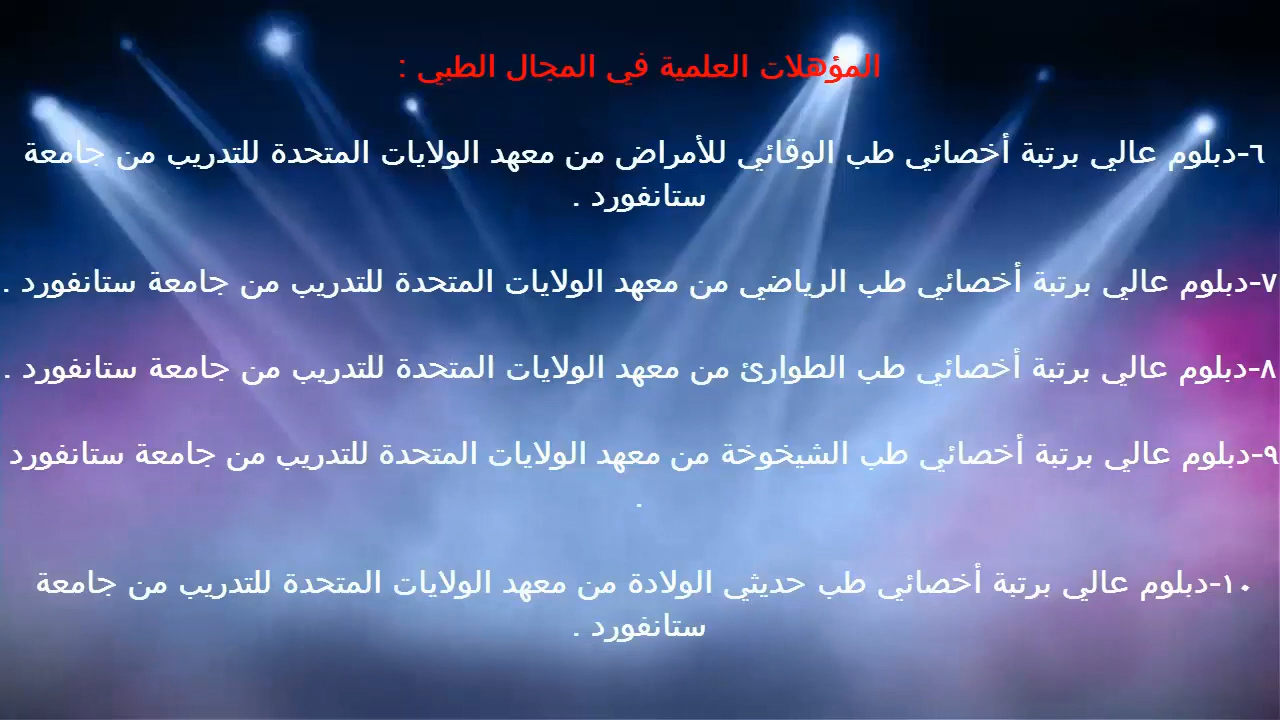 المؤهلات العلمية في المجال الطبي :
٦-دبلوم عالي برتبة أخصائي طب الوقائي للأمراض من معهد الولايات المتحدة للتدريب من جامعة
ستانفورد .
٧-دبلوم عالي برتبة أخصائي طب الرياضي من معهد الولايات المتحدة للتدريب من جامعة ستانفورد .
٨-دبلوم عالي برتبة أخصائي طب الطوارئ من معهد الولايات المتحدة للتدريب من جامعة ستانفورد .
٩-دبلوم عالي برتبة أخصائي طب الشيخوخة من معهد الولايات المتحدة للتدريب من جامعة ستانفورد
.
١٠-دبلوم عالي برتبة أخصائي طب حديثي الولادة من معهد الولايات المتحدة للتدريب من جامعة
ستانفورد .